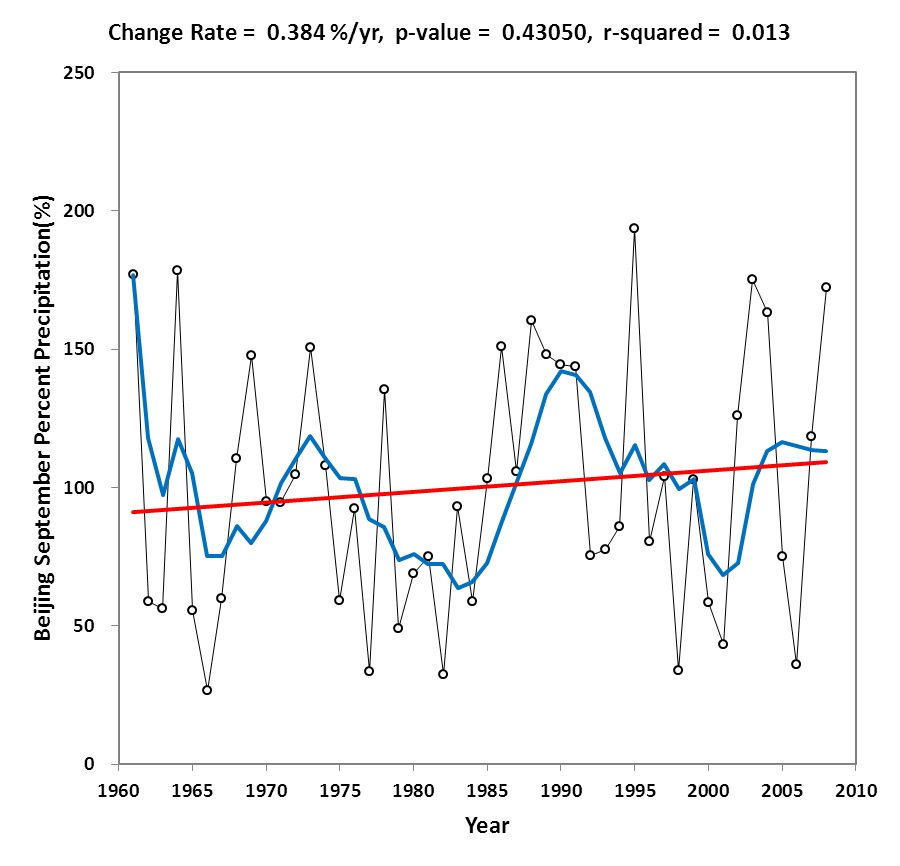 Change Rate = 0.384 %/yr, p-value = 0.43050, r-squared = 0.013
Beijing September Percent Precipitation(%)
250
200
150
100
50
0
1960 1965 1970 1975 1980 1985 1990 1995 2000 2005 2010
Year